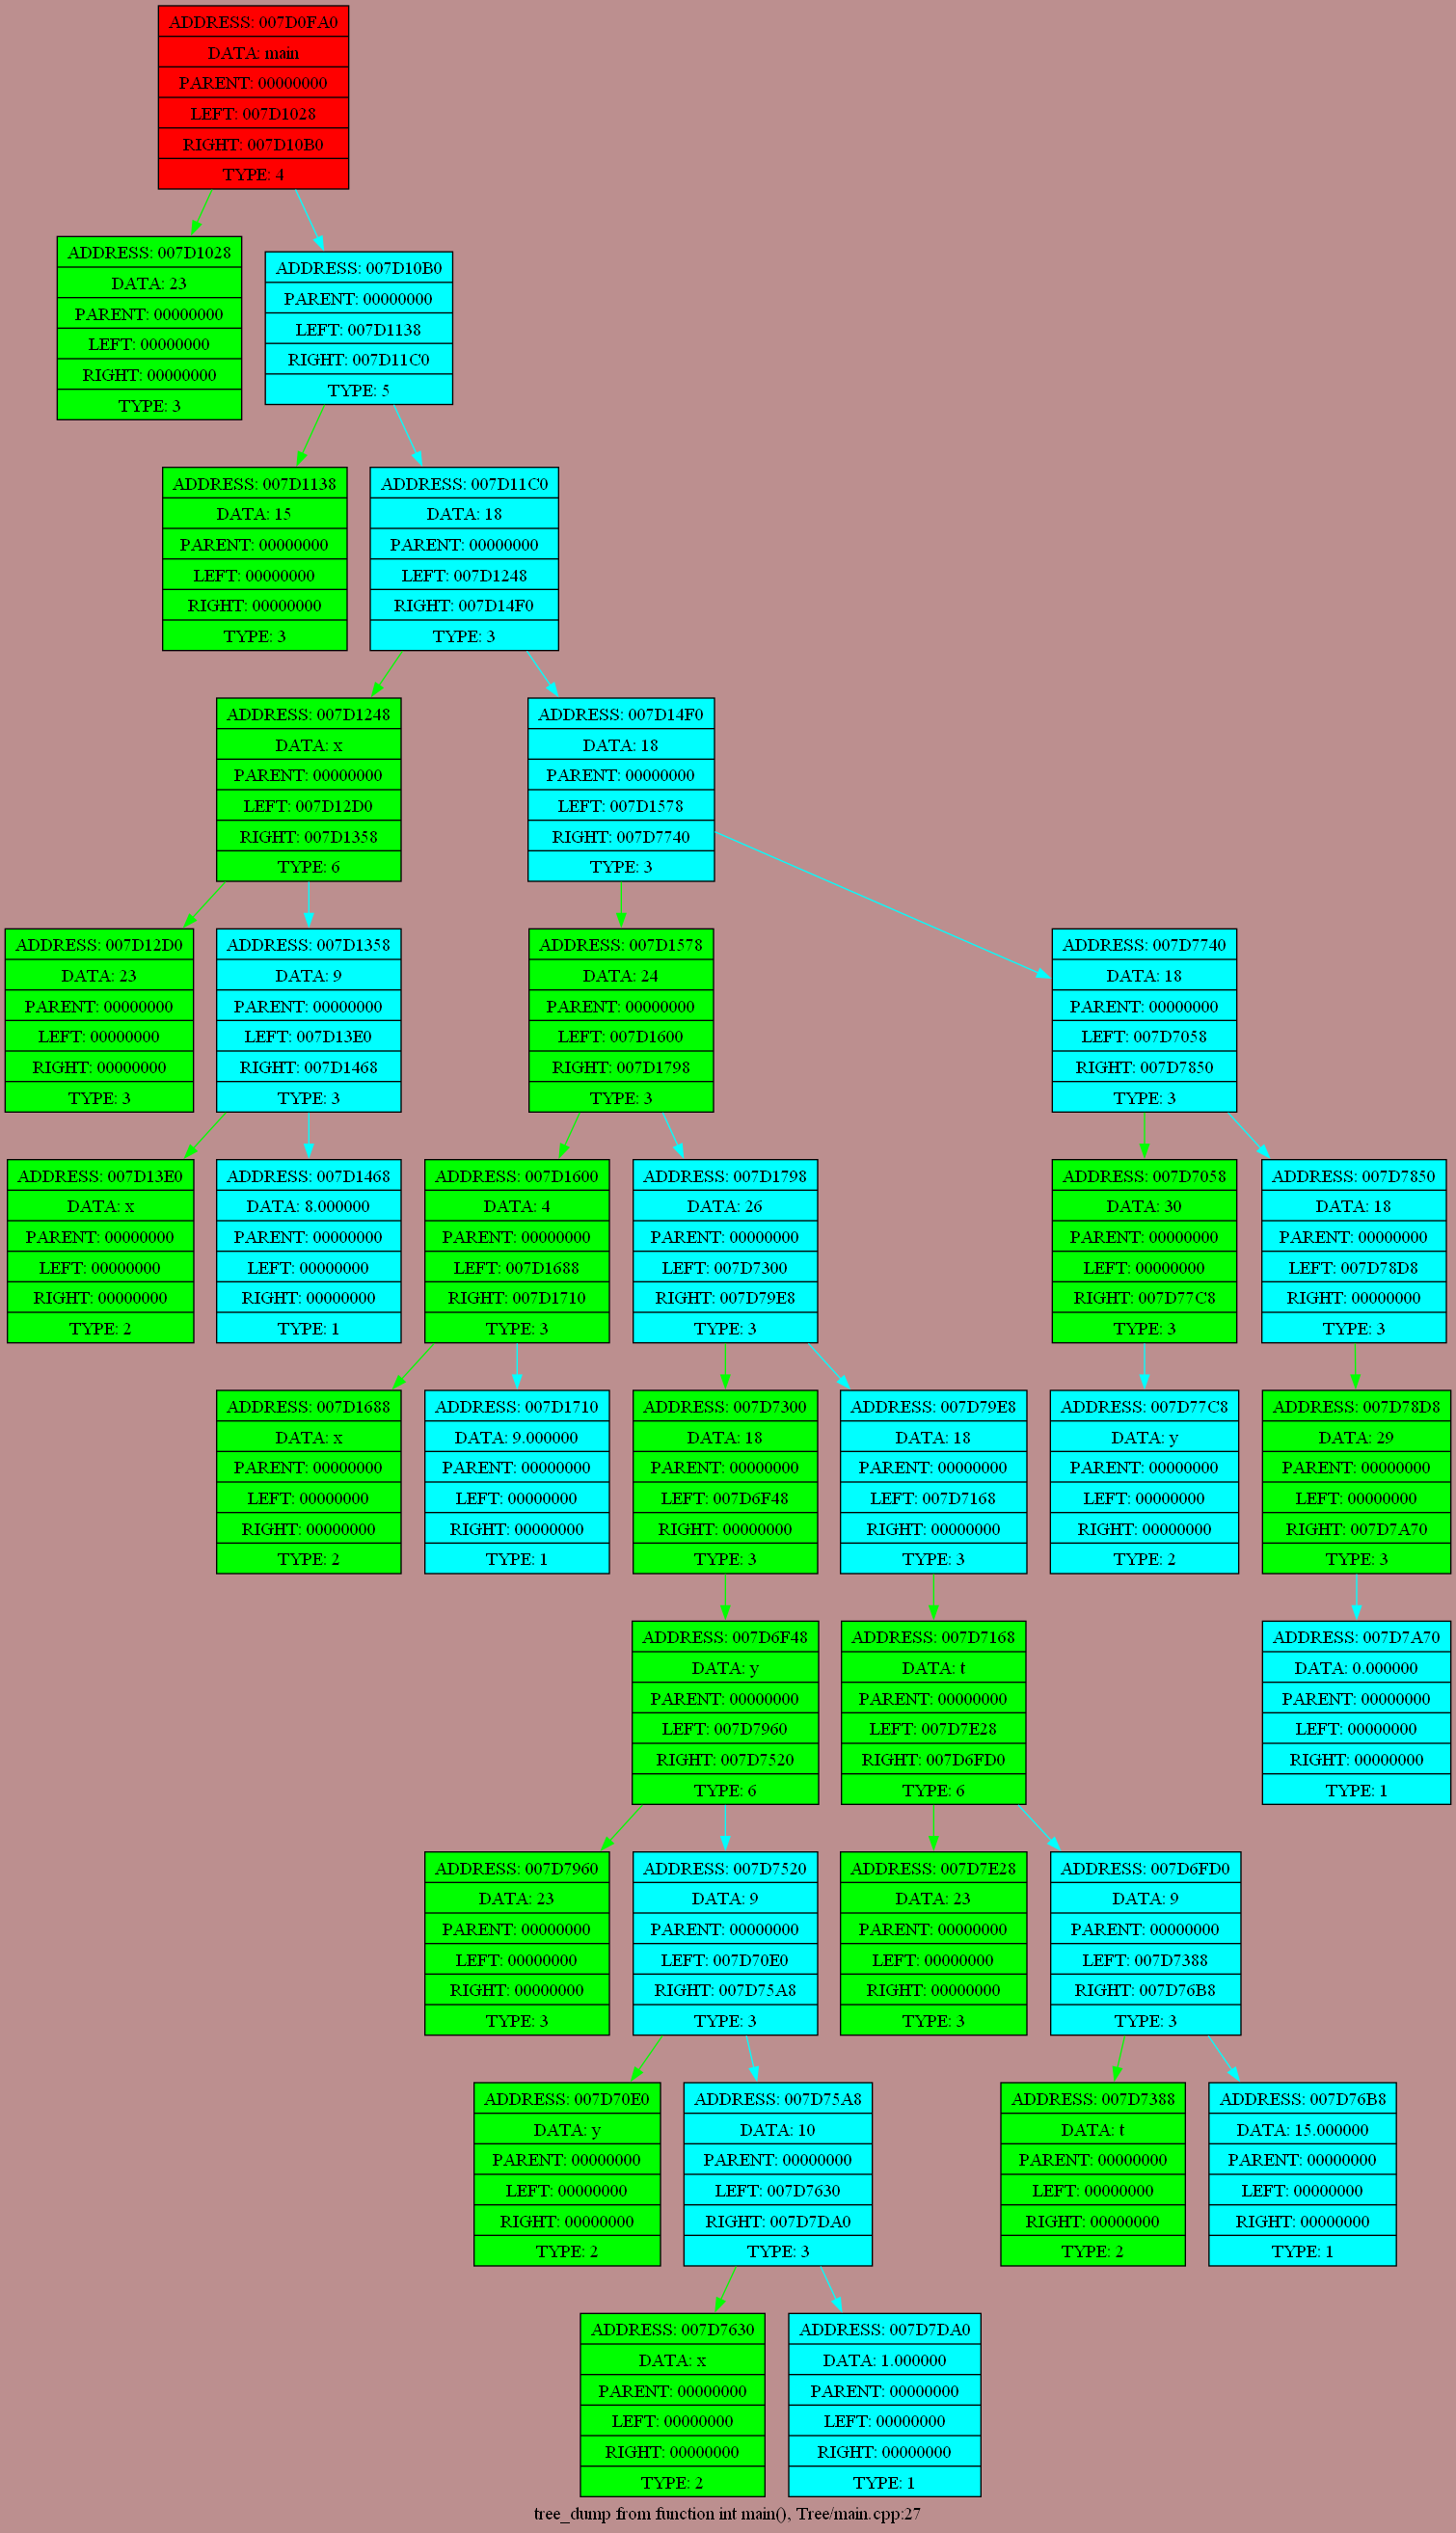 ADDRESS: 007D0FA0
DATA: main
PARENT: 00000000
LEFT: 007D1028
RIGHT: 007D10B0
TYPE: 4
ADDRESS: 007D1028
DATA: 23
PARENT: 00000000
LEFT: 00000000
RIGHT: 00000000
TYPE: 3
ADDRESS: 007D10B0
PARENT: 00000000
LEFT: 007D1138
RIGHT: 007D11C0
TYPE: 5
ADDRESS: 007D1138
DATA: 15
PARENT: 00000000
LEFT: 00000000
RIGHT: 00000000
TYPE: 3
ADDRESS: 007D11C0
DATA: 18
PARENT: 00000000
LEFT: 007D1248
RIGHT: 007D14F0
TYPE: 3
ADDRESS: 007D1248
DATA: x
PARENT: 00000000
LEFT: 007D12D0
RIGHT: 007D1358
TYPE: 6
ADDRESS: 007D14F0
DATA: 18
PARENT: 00000000
LEFT: 007D1578
RIGHT: 007D7740
TYPE: 3
ADDRESS: 007D12D0
DATA: 23
PARENT: 00000000
LEFT: 00000000
RIGHT: 00000000
TYPE: 3
ADDRESS: 007D1358
DATA: 9
PARENT: 00000000
LEFT: 007D13E0
RIGHT: 007D1468
TYPE: 3
ADDRESS: 007D1578
DATA: 24
PARENT: 00000000
LEFT: 007D1600
RIGHT: 007D1798
TYPE: 3
ADDRESS: 007D7740
DATA: 18
PARENT: 00000000
LEFT: 007D7058
RIGHT: 007D7850
TYPE: 3
ADDRESS: 007D13E0
DATA: x
PARENT: 00000000
LEFT: 00000000
RIGHT: 00000000
TYPE: 2
ADDRESS: 007D1468
DATA: 8.000000
PARENT: 00000000
LEFT: 00000000
RIGHT: 00000000
TYPE: 1
ADDRESS: 007D1600
DATA: 4
PARENT: 00000000
LEFT: 007D1688
RIGHT: 007D1710
TYPE: 3
ADDRESS: 007D1798
DATA: 26
PARENT: 00000000
LEFT: 007D7300
RIGHT: 007D79E8
TYPE: 3
ADDRESS: 007D7058
DATA: 30
PARENT: 00000000
LEFT: 00000000
RIGHT: 007D77C8
TYPE: 3
ADDRESS: 007D7850
DATA: 18
PARENT: 00000000
LEFT: 007D78D8
RIGHT: 00000000
TYPE: 3
ADDRESS: 007D1688
DATA: x
PARENT: 00000000
LEFT: 00000000
RIGHT: 00000000
TYPE: 2
ADDRESS: 007D1710
DATA: 9.000000
PARENT: 00000000
LEFT: 00000000
RIGHT: 00000000
TYPE: 1
ADDRESS: 007D7300
DATA: 18
PARENT: 00000000
LEFT: 007D6F48
RIGHT: 00000000
TYPE: 3
ADDRESS: 007D79E8
DATA: 18
PARENT: 00000000
LEFT: 007D7168
RIGHT: 00000000
TYPE: 3
ADDRESS: 007D77C8
DATA: y
PARENT: 00000000
LEFT: 00000000
RIGHT: 00000000
TYPE: 2
ADDRESS: 007D78D8
DATA: 29
PARENT: 00000000
LEFT: 00000000
RIGHT: 007D7A70
TYPE: 3
ADDRESS: 007D6F48
DATA: y
PARENT: 00000000
LEFT: 007D7960
RIGHT: 007D7520
TYPE: 6
ADDRESS: 007D7168
DATA: t
PARENT: 00000000
LEFT: 007D7E28
RIGHT: 007D6FD0
TYPE: 6
ADDRESS: 007D7A70
DATA: 0.000000
PARENT: 00000000
LEFT: 00000000
RIGHT: 00000000
TYPE: 1
ADDRESS: 007D7960
DATA: 23
PARENT: 00000000
LEFT: 00000000
RIGHT: 00000000
TYPE: 3
ADDRESS: 007D7520
DATA: 9
PARENT: 00000000
LEFT: 007D70E0
RIGHT: 007D75A8
TYPE: 3
ADDRESS: 007D7E28
DATA: 23
PARENT: 00000000
LEFT: 00000000
RIGHT: 00000000
TYPE: 3
ADDRESS: 007D6FD0
DATA: 9
PARENT: 00000000
LEFT: 007D7388
RIGHT: 007D76B8
TYPE: 3
ADDRESS: 007D70E0
DATA: y
PARENT: 00000000
LEFT: 00000000
RIGHT: 00000000
TYPE: 2
ADDRESS: 007D75A8
DATA: 10
PARENT: 00000000
LEFT: 007D7630
RIGHT: 007D7DA0
TYPE: 3
ADDRESS: 007D7388
DATA: t
PARENT: 00000000
LEFT: 00000000
RIGHT: 00000000
TYPE: 2
ADDRESS: 007D76B8
DATA: 15.000000
PARENT: 00000000
LEFT: 00000000
RIGHT: 00000000
TYPE: 1
ADDRESS: 007D7630
DATA: x
PARENT: 00000000
LEFT: 00000000
RIGHT: 00000000
TYPE: 2
ADDRESS: 007D7DA0
DATA: 1.000000
PARENT: 00000000
LEFT: 00000000
RIGHT: 00000000
TYPE: 1
tree_dump from function int main(), Tree/main.cpp:27